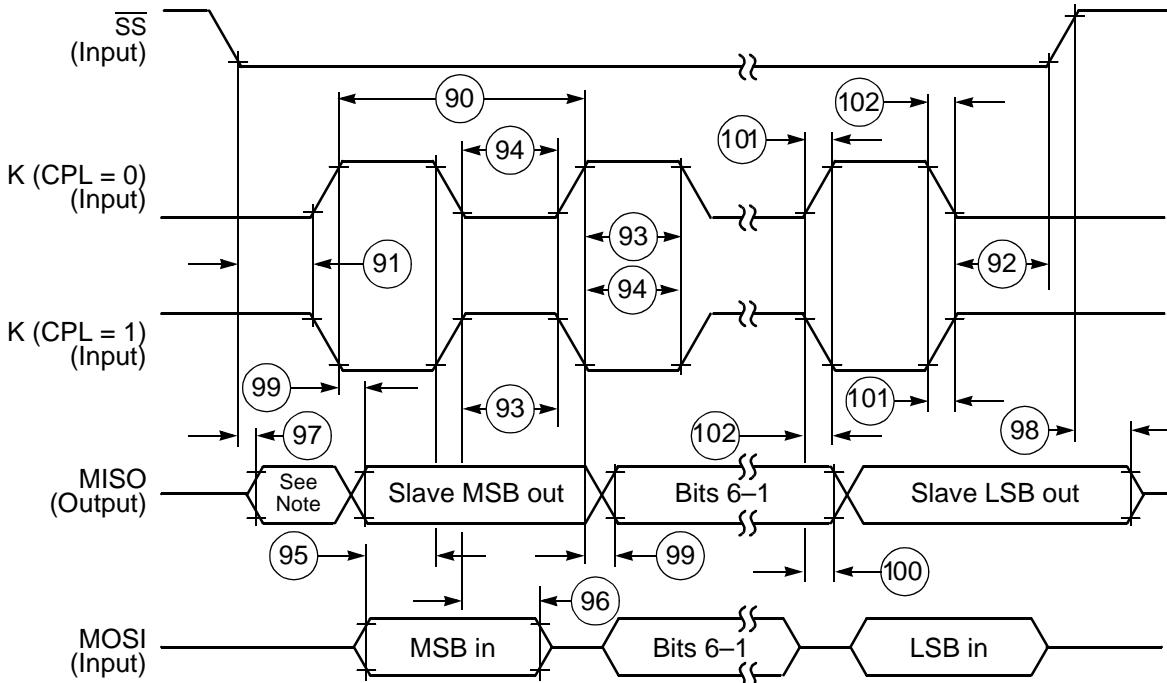 SS
(Input)
90
102
94
101
K (CPL = 0)
(Input)
93
91
92
94
K (CPL = 1)
(Input)
99
93
101
97
102
98
MISO
(Output)
See
Note
Slave MSB out
Bits 6–1
Slave LSB out
95
99
100
96
MOSI
(Input)
MSB in
Bits 6–1
LSB in